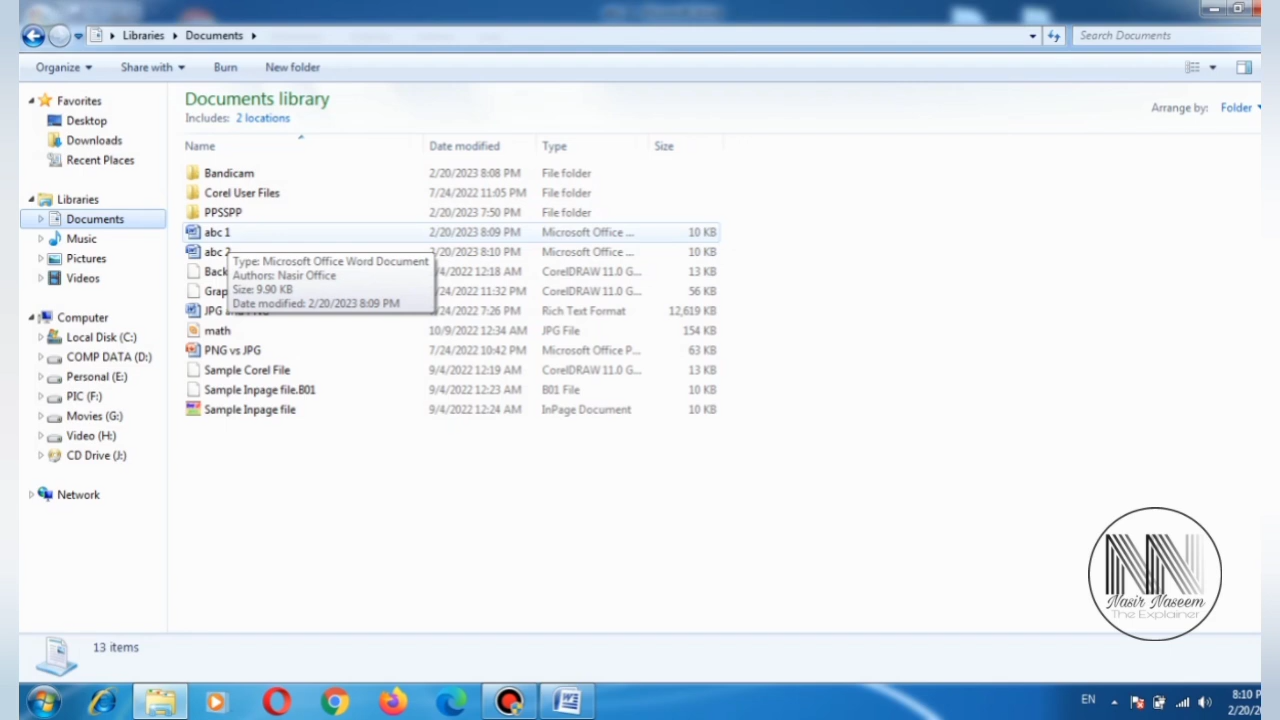 Libraries Documents
Search Documents
Organize Share with Burn New folder
Favorites
Desktop
Downloads
Recent Places
Libraries
Documents
Music
Pictures
Videos
Computer
Local Disk (C:)
COMP DATA (D:)
Personal (E:)
PIC (F:)
Movies (G:)
Video (H:)
CD Drive (J:)
Network
Documents library
Includes: 2 locations
Arrange by: Folder
Name Date modified Type Size
Bandicam 2/20/2023 8:08 PM File folder
Corel User Files 7/24/2022 11:05 PM File folder
PPSSPP 2/20/2023 7:50 PM File folder
abc 1 2/20/2023 8:09 PM Microsoft Office ... 10 KB
abc 2 2/20/2023 8:10 PM Microsoft Office ... 10 KB
Back /4/2022 12:18 AM CorelDRAW 11.0 G... 13 KB
Grap /24/2022 11:32 PM CorelDRAW 11.0 G... 56 KB
JPG /24/2022 7:26 PM Rich Text Format 12,619 KB
math 10/9/2022 12:34 AM JPG File 154 KB
PNG vs JPG 7/24/2022 10:42 PM Microsoft Office P... 63 KB
Sample Corel File 9/4/2022 12:19 AM CorelDRAW 11.0 G... 13 KB
Sample Inpage file.B01 9/4/2022 12:23 AM B01 File 10 KB
Sample Inpage file 9/4/2022 12:24 AM InPage Document 10 KB
Type: Microsoft Office Word Document
Authors: Nasir Office
Size: 9.90 KB
Date modified: 2/20/2023 8:09 PM
NN
Nasir Naseem
The Explainer
13 items
EN
8:10 P
2/20/2